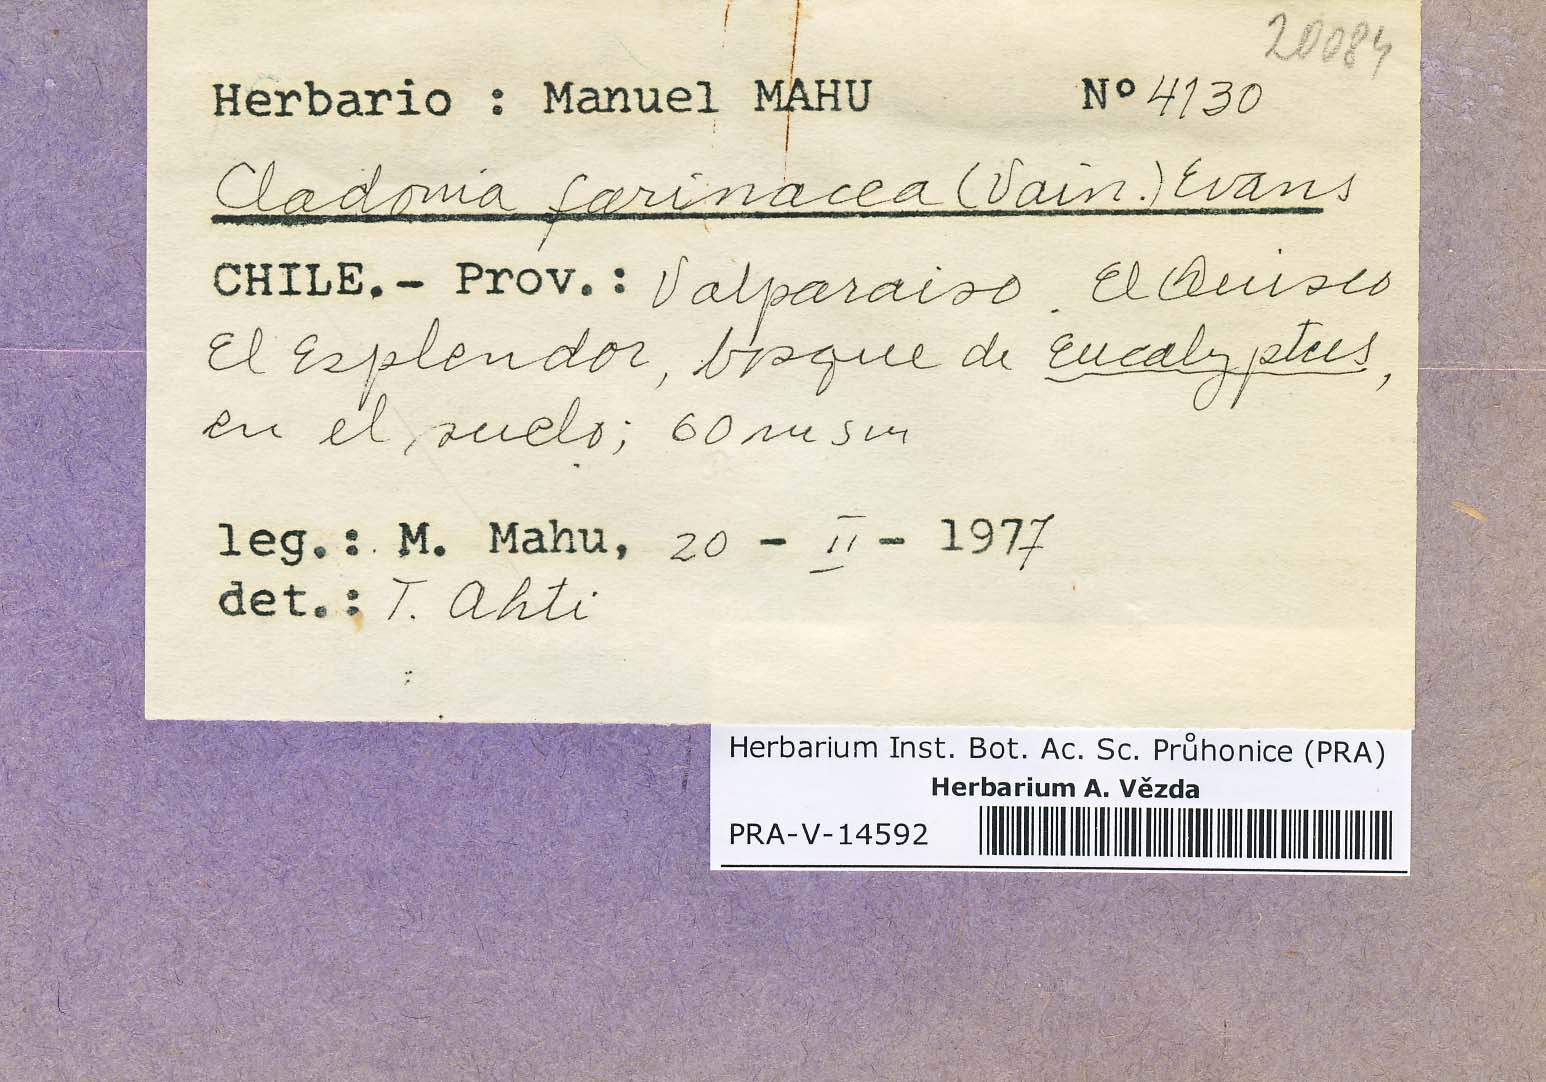 20084
Herbario : Manuel MAHU Nº 4130
Cladonia farinacea (Vain.) Evans
CHILE.- Prov.: Valparaiso. El Quisco
El Esplendor, bosque de Eucalyptus,
en el suelo; 60 m s m
leg.: M. Mahu, 20 - II - 1977
det.: T. Ahti
Herbarium Inst. Bot. Ac. Sc. Průhonice (PRA)
Herbarium A. Vězda
PRA-V-14592